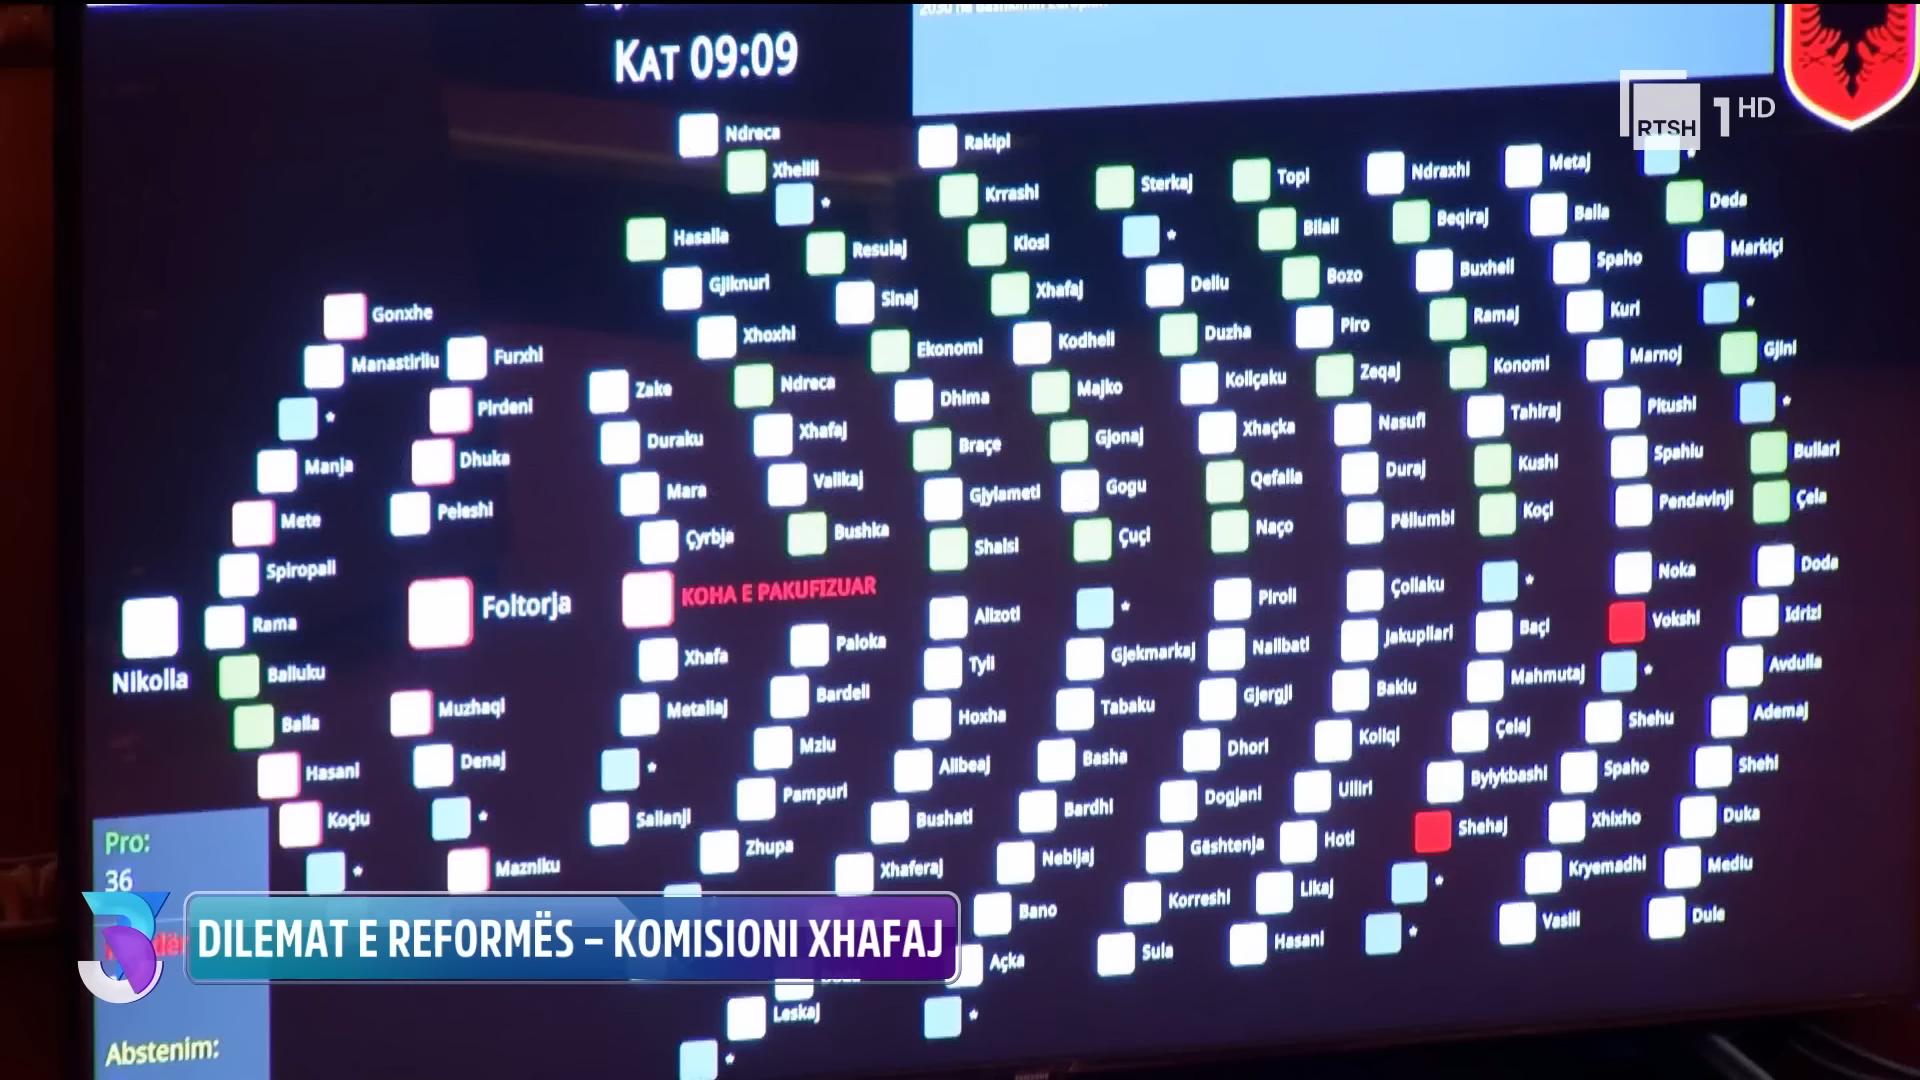 KAT 09:09
RTSH 1 HD
Ndreca
Rakipi
Xhelili
Krrashi
Sterkaj
Topi
Ndraxhi
Metaj
*
Deda
*
Hasalla
Resulaj
Klosi
*
Bilali
Beqiraj
Balla
Markiçi
Gjiknuri
Sinaj
Xhafaj
Deliu
Bozo
Buxheli
Spaho
*
Gonxhe
Xhoxhi
Ekonomi
Kodheli
Duzha
Piro
Ramaj
Kuri
Gjini
Manastirliu
Furxhi
Zake
Ndreca
Dhima
Majko
Kollçaku
Zeqaj
Konomi
Marnoj
*
*
Pirdeni
Duraku
Xhafaj
Braçe
Gjonaj
Xhaçka
Nasufi
Tahiraj
Pitushi
Bullari
Manja
Dhuka
Mara
Valikaj
Gjylameti
Gogu
Qefalia
Duraj
Kushi
Spahiu
Çela
Mete
Peleshi
Çyrbja
Bushka
Shalsi
Çuçi
Naço
Pëllumbi
Koçi
Pendavinji
Spiropali
Foltorja
KOHA E PAKUFIZUAR
Alizoti
*
Piroli
Çollaku
*
Noka
Doda
Rama
Nikolla
Xhafa
Paloka
Tyli
Gjekmarkaj
Nallbati
Jakupllari
Baçi
Vokshi
Idrizi
Balluku
Muzhaqi
Metaliaj
Bardeli
Hoxha
Tabaku
Gjergji
Bakiu
Mahmutaj
*
Avdulla
Balla
Denaj
*
Mziu
Alibeaj
Basha
Dhori
Koliqi
Çelaj
Shehu
Ademaj
Hasani
*
Salianji
Pampuri
Bushati
Bardhi
Dogjani
Ulliri
Bylykbashi
Spaho
Shehi
Koçiu
Mazniku
Zhupa
Xhaferaj
Nebijaj
Gështenja
Hoti
Shehaj
Xhixho
Duka
*
Bano
Korreshi
Likaj
*
Kryemadhi
Mediu
Açka
Sula
Hasani
*
Vasili
Dule
Leskaj
*
*
Pro:
36
DILEMAT E REFORMËS – KOMISIONI XHAFAJ
Abstenim: